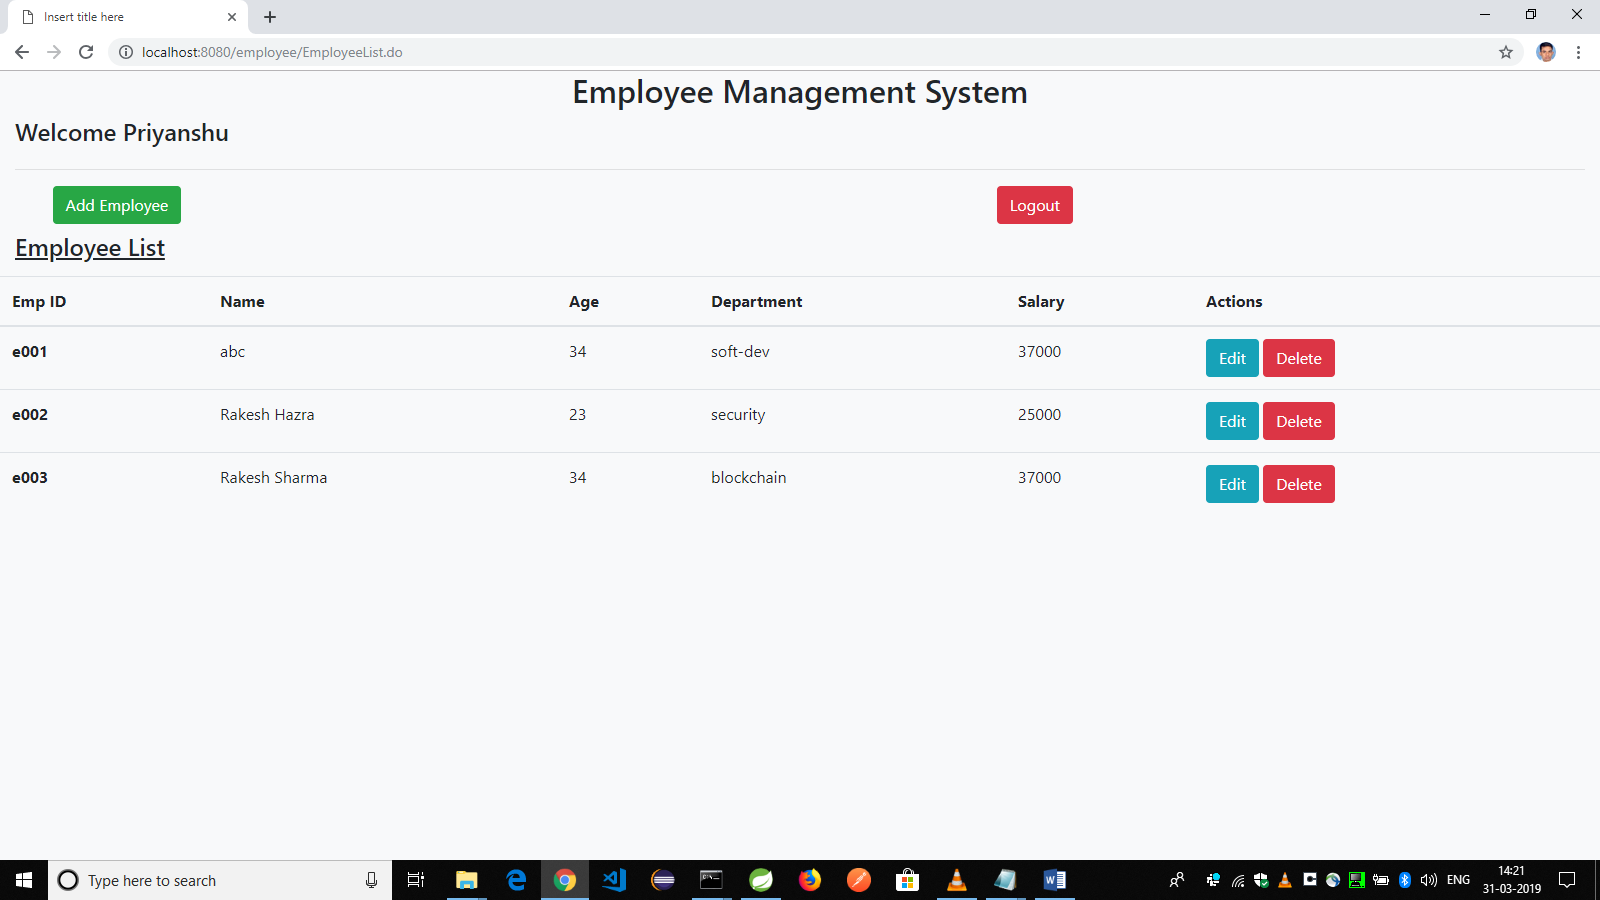 Insert title here
localhost:8080/employee/EmployeeList.do
Employee Management System
Welcome Priyanshu
Add Employee Logout
Employee List
Emp ID Name Age Department Salary Actions
e001 abc 34 soft-dev 37000 Edit Delete
e002 Rakesh Hazra 23 security 25000 Edit Delete
e003 Rakesh Sharma 34 blockchain 37000 Edit Delete
Type here to search
ENG
14:21
31-03-2019